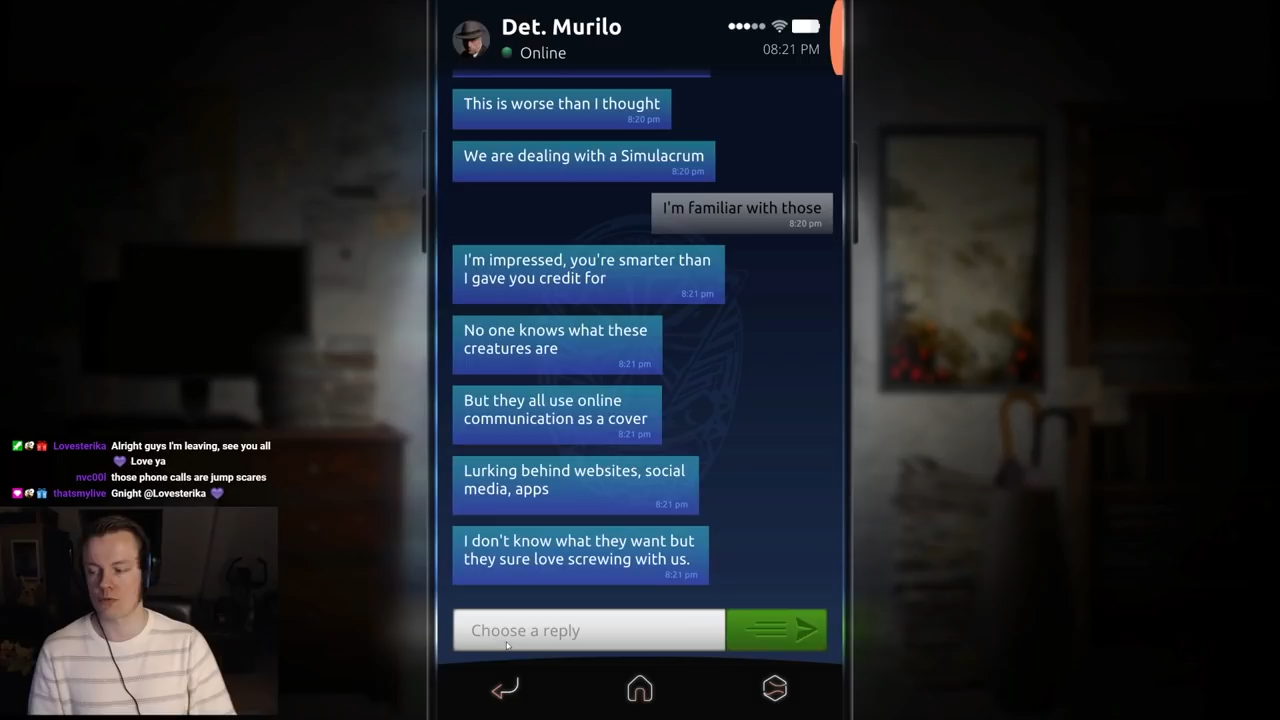 Det. Murilo
Online
08:21 PM
This is worse than I thought
8:20 pm
We are dealing with a Simulacrum
8:20 pm
I'm familiar with those
8:20 pm
I'm impressed, you're smarter than
I gave you credit for
8:21 pm
No one knows what these
creatures are
8:21 pm
But they all use online
communication as a cover
8:21 pm
Lurking behind websites, social
media, apps
8:21 pm
I don't know what they want but
they sure love screwing with us.
8:21 pm
Choose a reply
Lovesterika Alright guys I'm leaving, see you all
Love ya
nvc00l those phone calls are jump scares
thatsmylive Gnight @Lovesterika